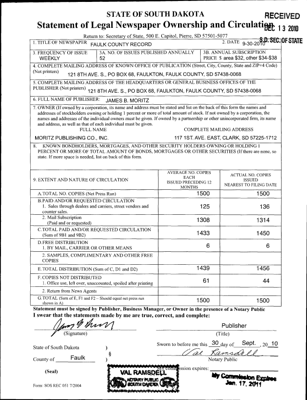 STATE OF SOUTH DAKOTA
Statement of Legal Newspaper Ownership and Circulation
RECEIVED
DEC 13 2010
S.D. SEC. OF STATE
Return to: Secretary of State, 500 E. Capitol, Pierre, SD 57501-5077
1. TITLE OF NEWSPAPER FAULK COUNTY RECORD
2. DATE 9-30-2010
3. FREQUENCY OF ISSUE WEEKLY
3A. NO. OF ISSUES PUBLISHED ANNUALLY 52
3B. ANNUAL SUBSCRIPTION PRICE 1 area $32, other $34-$38
4. COMPLETE MAILING ADDRESS OF KNOWN OFFICE OF PUBLICATION (Street, City, County, State and ZIP+4 Code) (Not printers)
121 8TH AVE. S., PO BOX 68, FAULKTON, FAULK COUNTY, SD 57438-0068
5. COMPLETE MAILING ADDRESS OF THE HEADQUARTERS OR GENERAL BUSINESS OFFICES OF THE PUBLISHER (Not printers)
121 8TH AVE. S., PO BOX 68, FAULKTON, FAULK COUNTY, SD 57438-0068
6. FULL NAME OF PUBLISHER: JAMES B. MORITZ
7. OWNER (If owned by a corporation, its name and address must be stated and list on the back of this form the names and
addresses of stockholders owning or holding 1 percent or more of total amount of stock. If not owned by a corporation, the
names and addresses of the individual owners must be given. If owned by a partnership or other unincorporated firm, its name
and address, as well as that of each individual must be given.
FULL NAME
COMPLETE MAILING ADDRESS
MORITZ PUBLISHING CO., INC.
117 1ST. AVE. EAST, CLARK, SD 57225-1712
8. KNOWN BONDHOLDERS, MORTGAGES, AND OTHER SECURITY HOLDERS OWNING OR HOLDING 1
PERCENT OR MORE OF TOTAL AMOUNT OF BONDS, MORTGAGES OR OTHER SECURITIES (If there are none, so
state. If more space is needed, list on back of this form
9. EXTENT AND NATURE OF CIRCULATION
AVERAGE NO. COPIES EACH ISSUED PRECEDING 12 MONTHS
ACTUAL NO. COPIES ISSUED NEAREST TO FILING DATE
A. TOTAL NO. COPIES (Net Press Run) 1500 1500
B. PAID AND/OR REQUESTED CIRCULATION
1. Sales through dealers and carriers, street vendors and counter sales. 125 136
2. Mail Subscription (Paid and/or requested) 1308 1314
C. TOTAL PAID AND/OR REQUESTED CIRCULATION (Sum of 9B1 and 9B2) 1433 1450
D. FREE DISTRIBUTION
1. BY MAIL, CARRIER OR OTHER MEANS 6 6
2. SAMPLES, COMPLIMENTARY AND OTHER FREE COPIES
E. TOTAL DISTRIBUTION (Sum of C, D1 and D2) 1439 1456
F. COPIES NOT DISTRIBUTED
1. Office use, left over, unaccounted, spoiled after printing 61 44
2. Return from News Agents
G. TOTAL (Sum of E, F1 and F2 - Should equal net press run shown in A) 1500 1500
Statement must be signed by Publisher, Business Manager, or Owner in the presence of a Notary Public
I swear that the statements made by me are true, correct, and complete:
Publisher
(Signature)
(Title)
State of South Dakota )
Sworn to before me this 30 day of Sept. 20 10
County of Faulk )
Val Ransdell
Notary Public
(Seal)
VAL RAMSDELL
NOTARY PUBLIC
SOUTH DAKOTA
My Commission Expires
Jan. 17, 2011
Form: SOS REC 051 7/2004